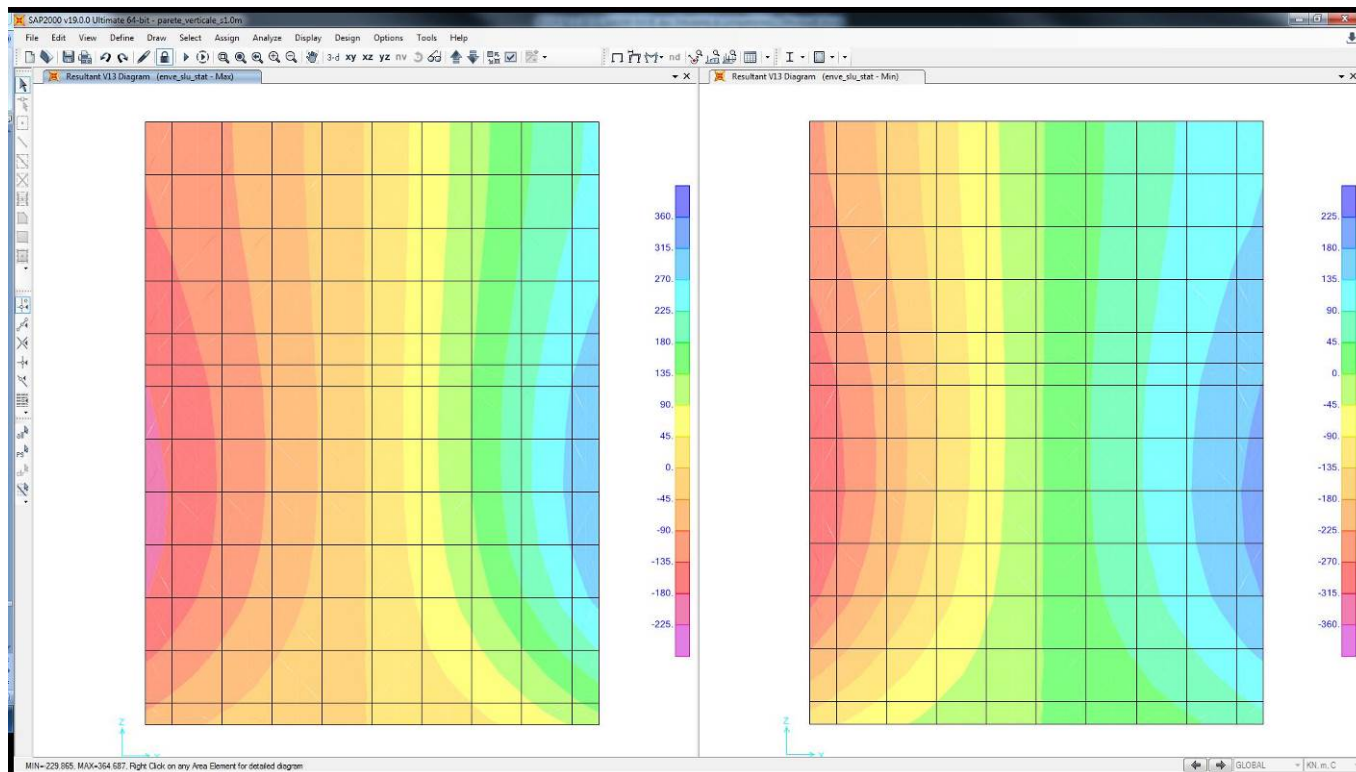 SAP2000 v19.0.0 Ultimate 64-bit - parete_verticale_s1.0m
File Edit View Define Draw Select Assign Analyze Display Design Options Tools Help
3-d xy xz yz nv
nd
Resultant V13 Diagram (enve_slu_stat - Max)
360.
315.
270.
225.
180.
135.
90.
45.
0.
-45.
-90.
-135.
-180.
-225.
Z
Resultant V13 Diagram (enve_slu_stat - Min)
225.
180.
135.
90.
45.
0.
-45.
-90.
-135.
-180.
-225.
-270.
-315.
-360.
Z
MIN=-229.865, MAX=364.687, Right Click on any Area Element for detailed diagram
GLOBAL
KN, m, C